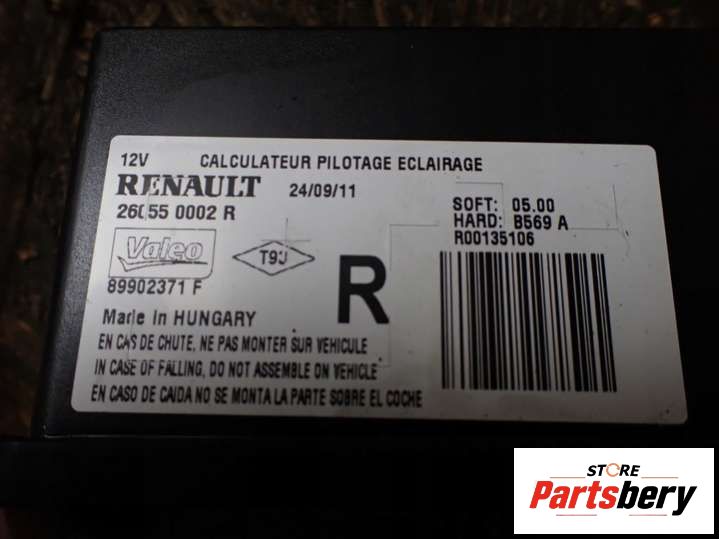 12V CALCULATEUR PILOTAGE ECLAIRAGE
RENAULT 24/09/11
26055 0002 R
SOFT: 05.00
HARD: B569 A
R00135106
Valeo
T9J
89902371 F
R
Made in HUNGARY
EN CAS DE CHUTE, NE PAS MONTER SUR VEHICULE
IN CASE OF FALLING, DO NOT ASSEMBLE ON VEHICLE
EN CASO DE CAIDA NO SE MONTA LA PARTE SOBRE EL COCHE
STORE
Partsbery